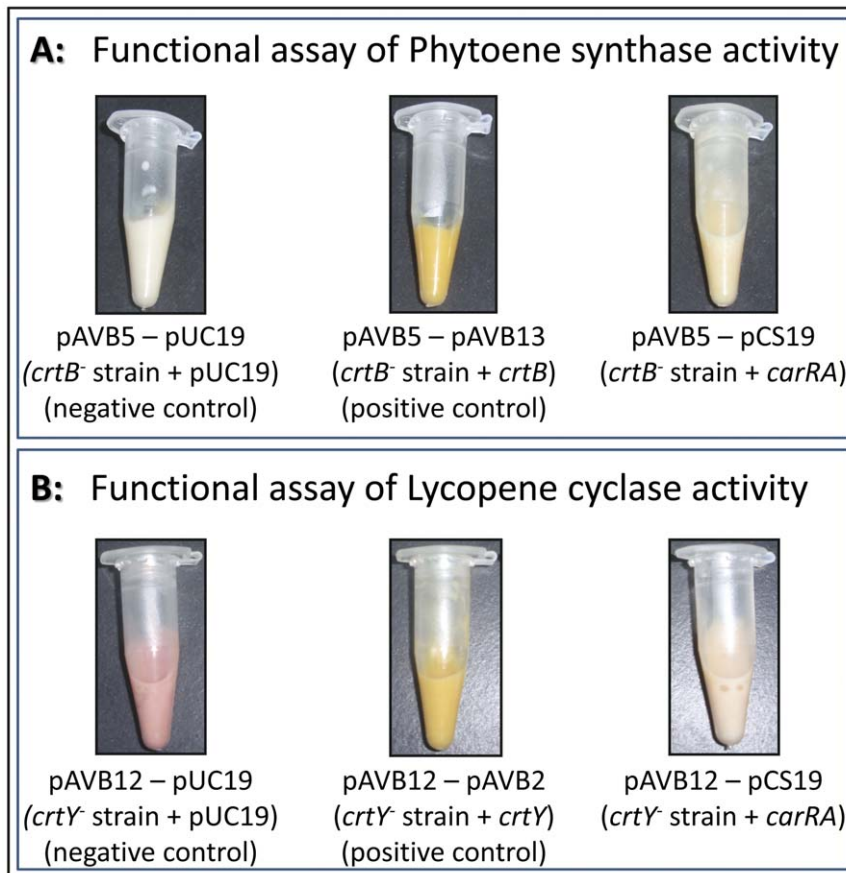 A: Functional assay of Phytoene synthase activity
pAVB5 – pUC19
(crtB- strain + pUC19)
(negative control)
pAVB5 – pAVB13
(crtB- strain + crtB)
(positive control)
pAVB5 – pCS19
(crtB- strain + carRA)
B: Functional assay of Lycopene cyclase activity
pAVB12 – pUC19
(crtY- strain + pUC19)
(negative control)
pAVB12 – pAVB2
(crtY- strain + crtY)
(positive control)
pAVB12 – pCS19
(crtY- strain + carRA)